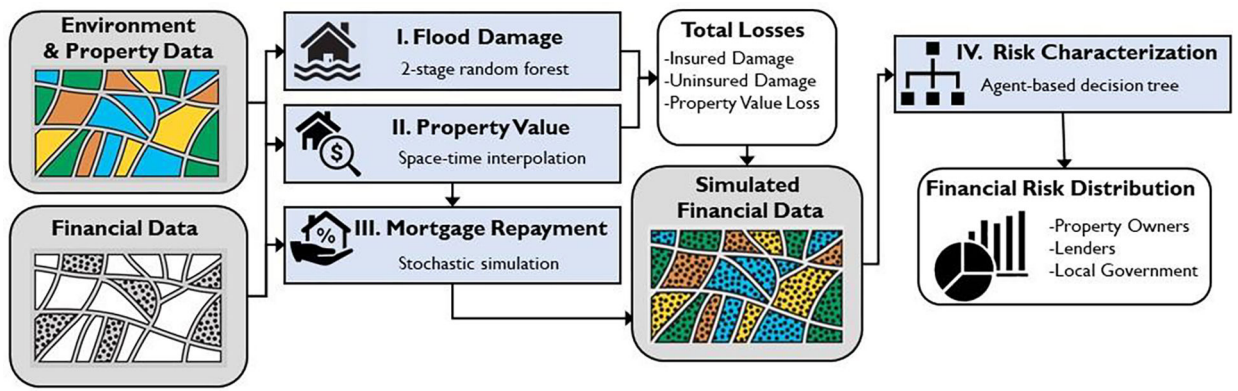 Environment
& Property Data
Financial Data
I. Flood Damage
2-stage random forest
II. Property Value
$
Space-time interpolation
%
III. Mortgage Repayment
Stochastic simulation
Total Losses
-Insured Damage
-Uninsured Damage
-Property Value Loss
Simulated
Financial Data
IV. Risk Characterization
Agent-based decision tree
Financial Risk Distribution
-Property Owners
-Lenders
-Local Government